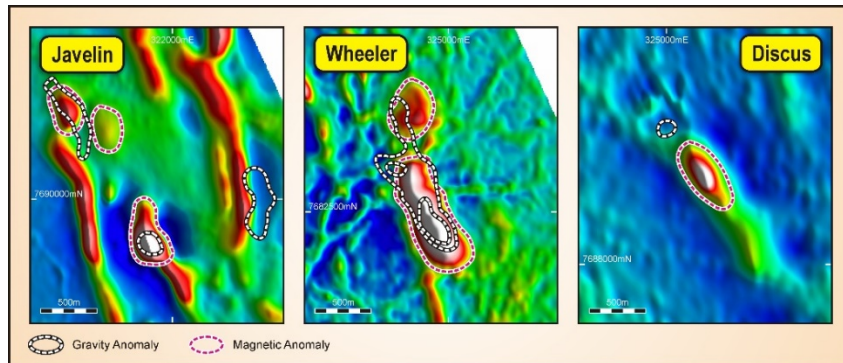 Javelin
322000mE
7690000mN
500m
Wheeler
325000mE
7682500mN
500m
Discus
325000mE
7688000mN
500m
Gravity Anomaly
Magnetic Anomaly